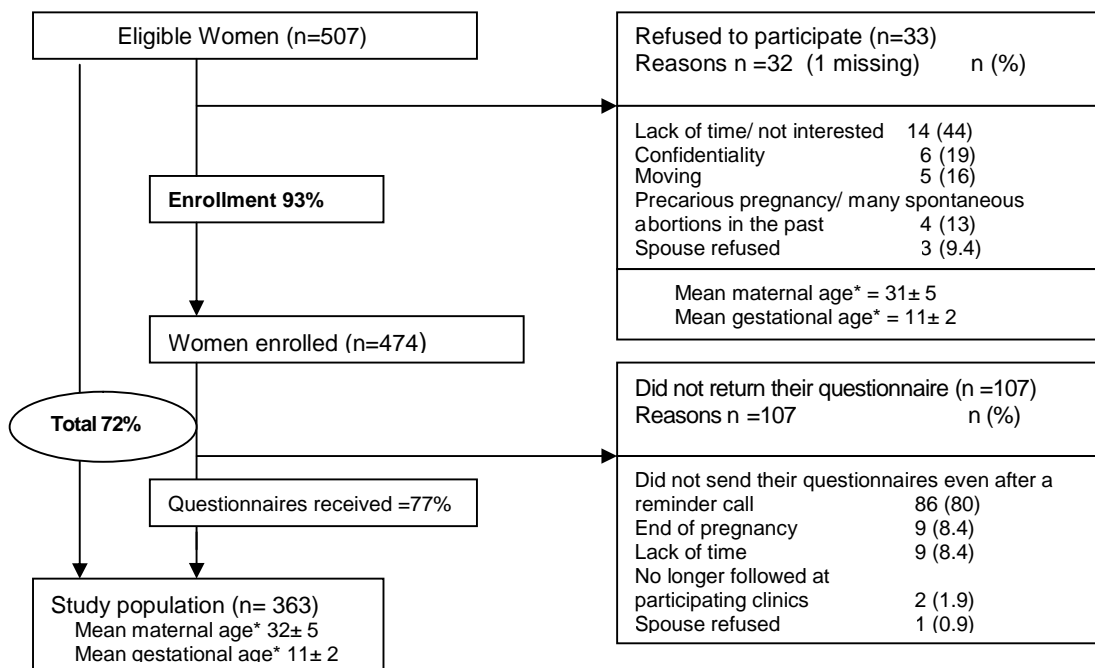 Eligible Women (n=507)
Refused to participate (n=33)
Reasons n =32 (1 missing) n (%)
Lack of time/ not interested 14 (44)
Confidentiality 6 (19)
Moving 5 (16)
Precarious pregnancy/ many spontaneous
abortions in the past 4 (13)
Spouse refused 3 (9.4)
Mean maternal age* = 31± 5
Mean gestational age* = 11± 2
Enrollment 93%
Women enrolled (n=474)
Did not return their questionnaire (n =107)
Reasons n =107 n (%)
Did not send their questionnaires even after a
reminder call 86 (80)
End of pregnancy 9 (8.4)
Lack of time 9 (8.4)
No longer followed at
participating clinics 2 (1.9)
Spouse refused 1 (0.9)
Total 72%
Questionnaires received =77%
Study population (n= 363)
Mean maternal age* 32± 5
Mean gestational age* 11± 2